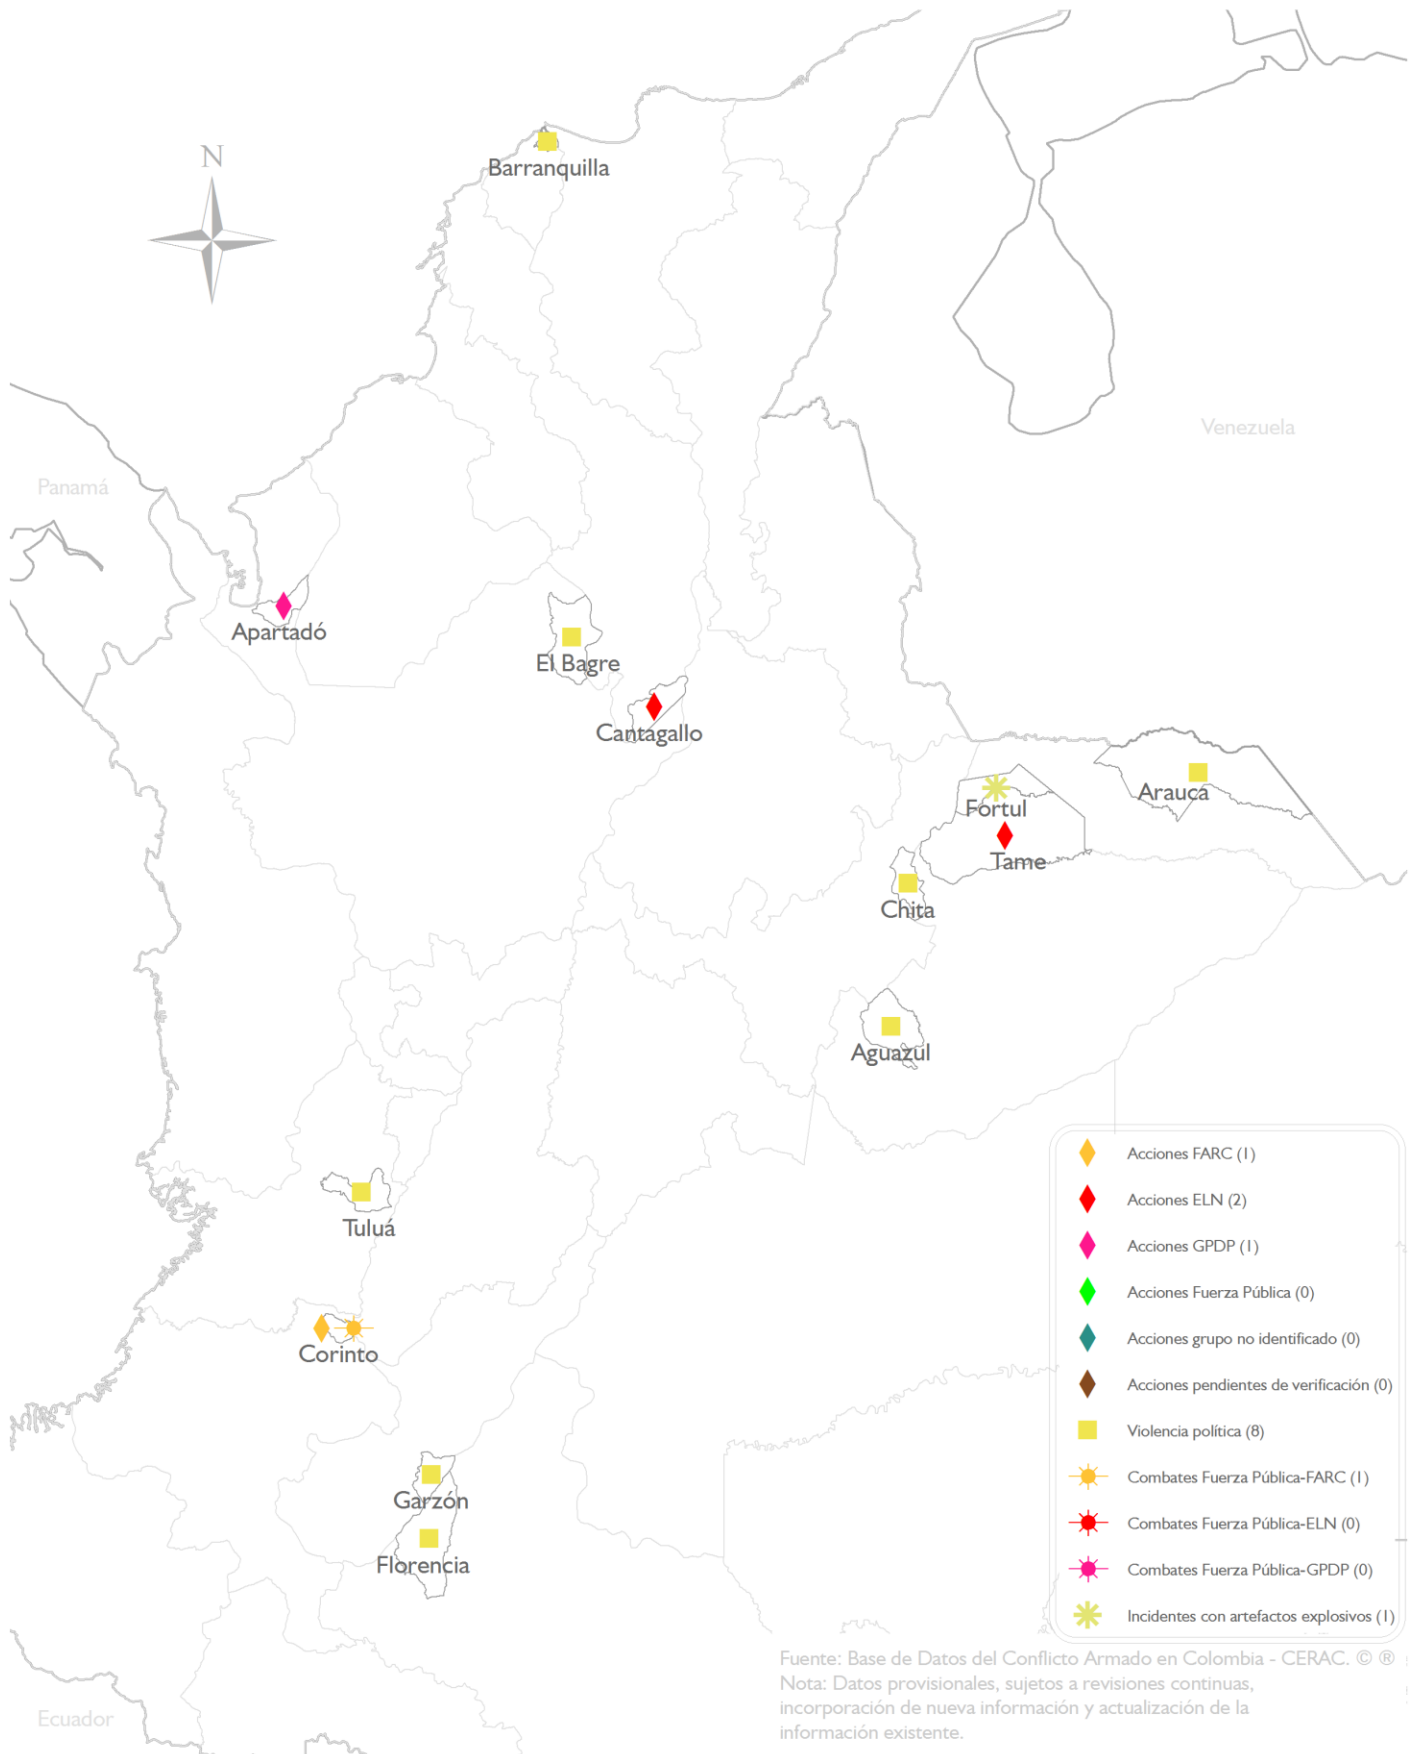 N
Barranquilla
Venezuela
Panamá
Apartadó
El Bagre
Cantagallo
Arauca
Fortul
Tame
Chita
Aguazul
Tuluá
Corinto
Garzón
Florencia
Ecuador
Acciones FARC (1)
Acciones ELN (2)
Acciones GPDP (1)
Acciones Fuerza Pública (0)
Acciones grupo no identificado (0)
Acciones pendientes de verificación (0)
Violencia política (8)
Combates Fuerza Pública-FARC (1)
Combates Fuerza Pública-ELN (0)
Combates Fuerza Pública-GPDP (0)
Incidentes con artefactos explosivos (1)
Fuente: Base de Datos del Conflicto Armado en Colombia - CERAC. © ®
Nota: Datos provisionales, sujetos a revisiones continuas,
incorporación de nueva información y actualización de la
información existente.